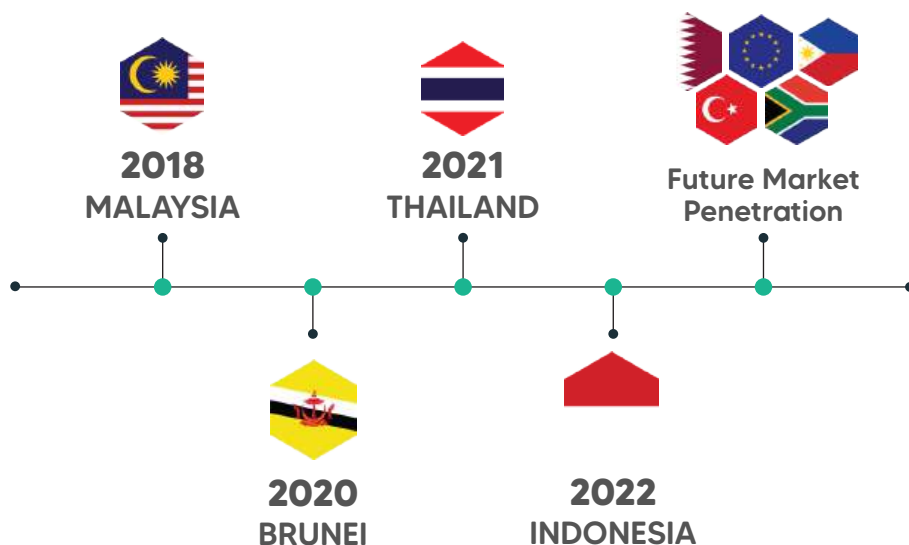 2018
MALAYSIA
2021
THAILAND
Future Market
Penetration
2020
BRUNEI
2022
INDONESIA